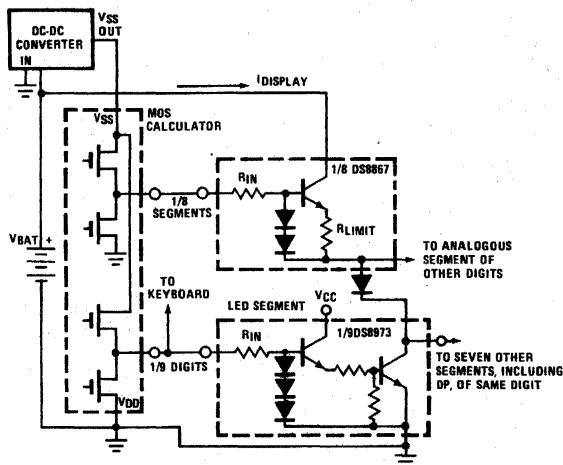 DC-DC
CONVERTER
IN
VSS
OUT
IDISPLAY
VSS
MOS
CALCULATOR
1/8 DS8867
RIN
1/8
SEGMENTS
RLIMIT
VBAT +
TO ANALOGOUS
SEGMENT OF
OTHER DIGITS
TO
KEYBOARD
LED SEGMENT
VCC
1/9DS8973
RIN
1/9 DIGITS
TO SEVEN OTHER
SEGMENTS, INCLUDING
DP, OF SAME DIGIT
VDD